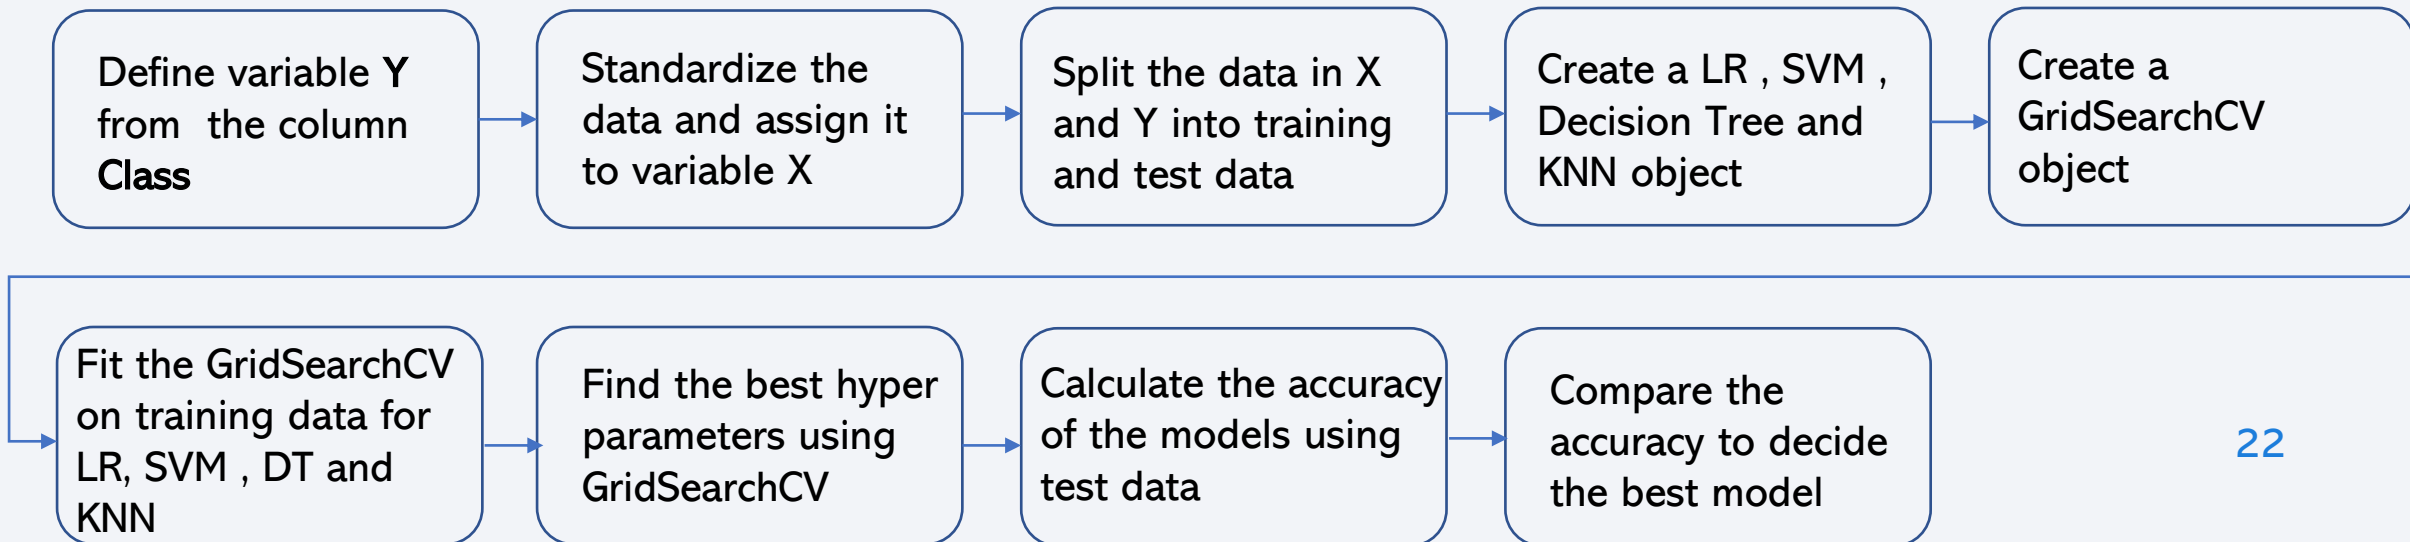 Define variable Y
from the column
Class
Standardize the
data and assign it
to variable X
Split the data in X
and Y into training
and test data
Create a LR , SVM ,
Decision Tree and
KNN object
Create a
GridSearchCV
object
Fit the GridSearchCV
on training data for
LR, SVM , DT and
KNN
Find the best hyper
parameters using
GridSearchCV
Calculate the accuracy
of the models using
test data
Compare the
accuracy to decide
the best model
22